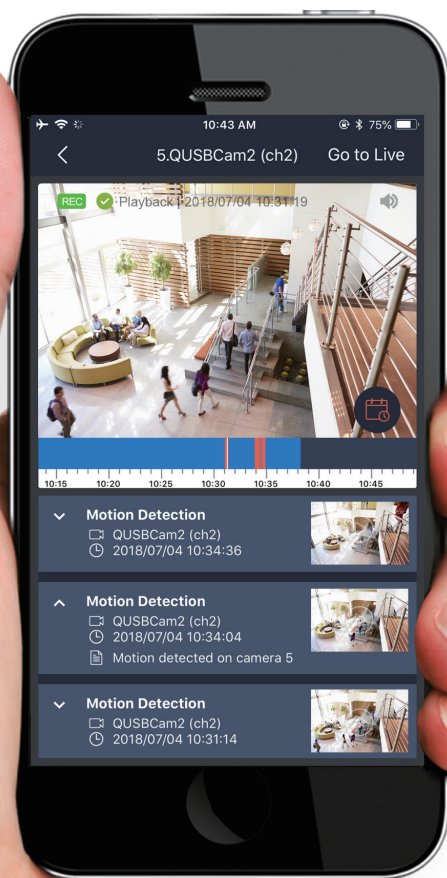 10:43 AM
75%
5.QUSBCam2 (ch2)
Go to Live
REC
Playback | 2018/07/04 10:31:19
10:15 10:20 10:25 10:30 10:35 10:40 10:45
Motion Detection
QUSBCam2 (ch2)
2018/07/04 10:34:36
Motion Detection
QUSBCam2 (ch2)
2018/07/04 10:34:04
Motion detected on camera 5
Motion Detection
QUSBCam2 (ch2)
2018/07/04 10:31:14